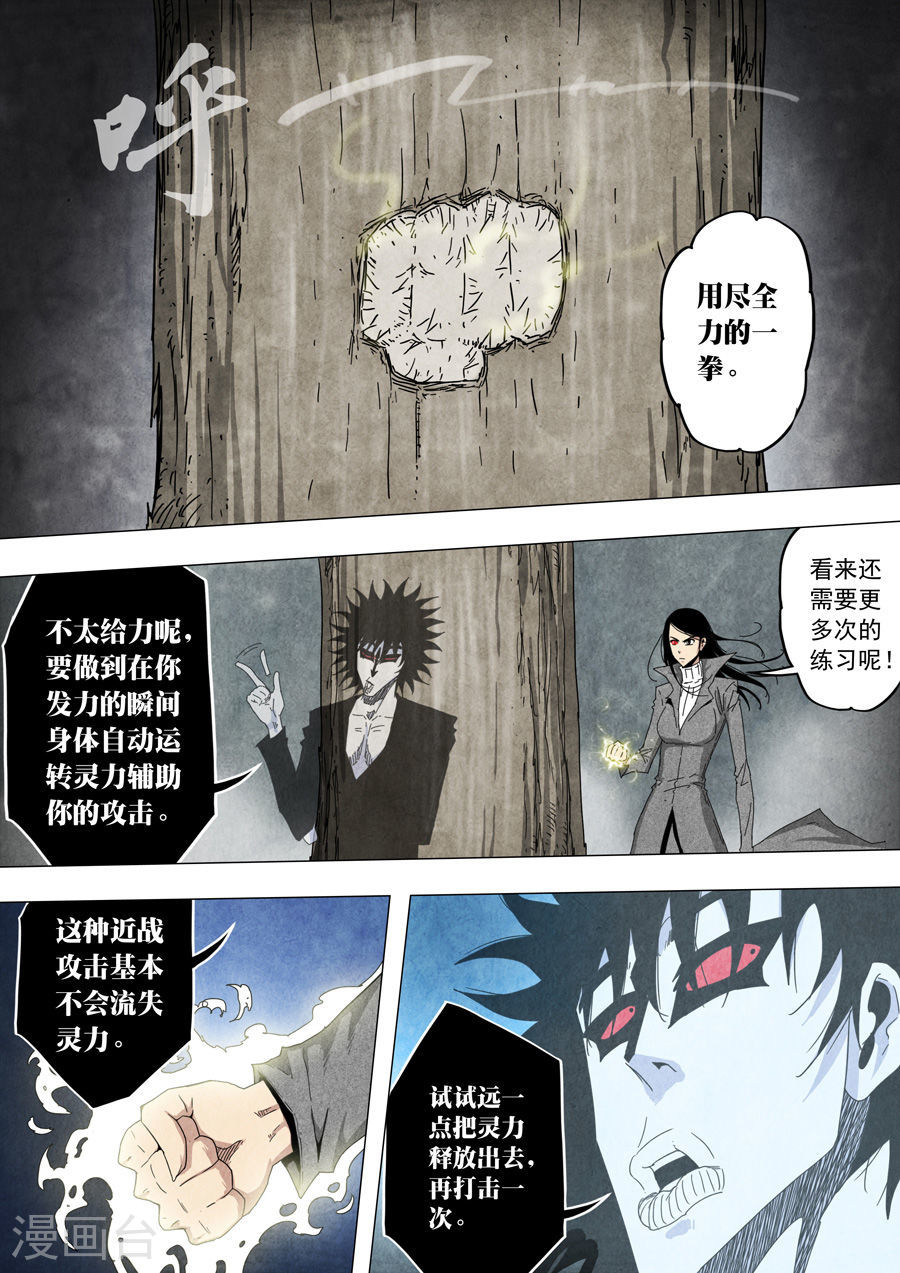 呼
用尽全
力的一
拳。
不太给力呢，
要做到在你
发力的瞬间
身体自动运
转灵力辅助
你的攻击。
看来还
需要更
多次的
练习呢！
这种近战
攻击基本
不会流失
灵力。
试试远一
点把灵力
释放出去，
再打击一
次。
漫画台